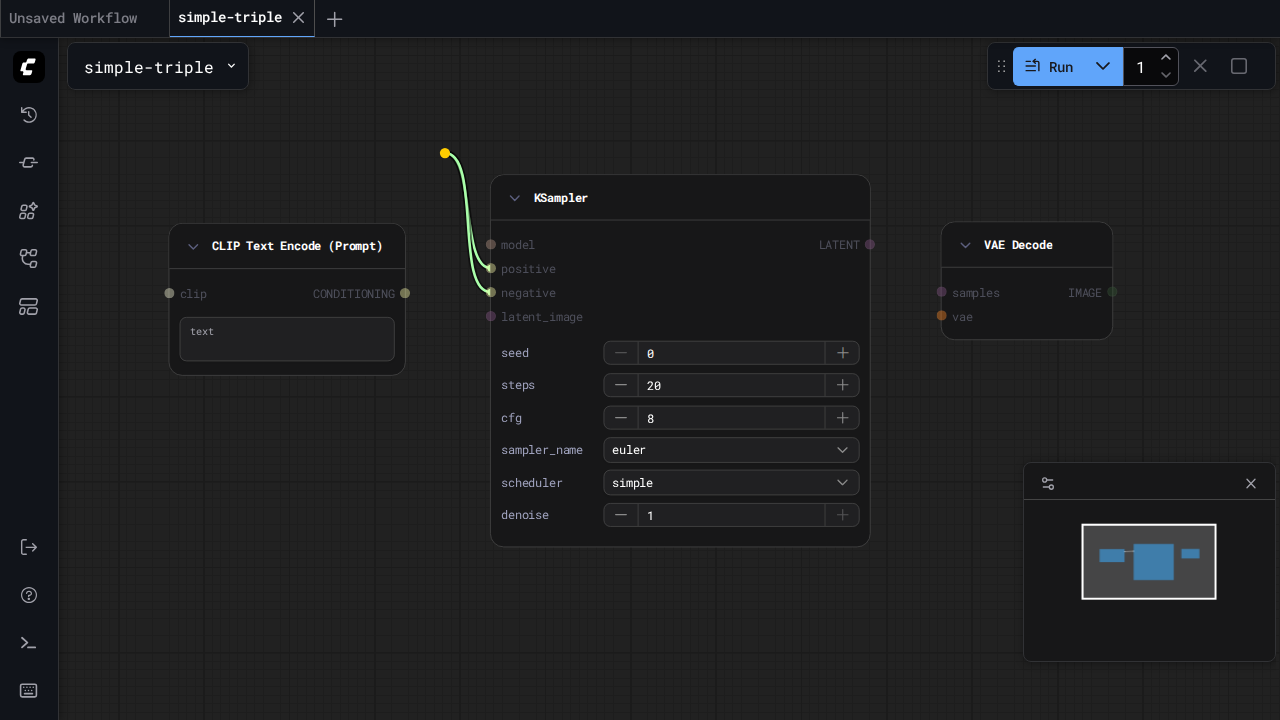 Unsaved Workflow
simple-triple
simple-triple
Run
1
KSampler
CLIP Text Encode (Prompt)
VAE Decode
model
LATENT
positive
clip
CONDITIONING
negative
samples
IMAGE
latent_image
vae
text
seed
0
steps
20
cfg
8
sampler_name
euler
scheduler
simple
denoise
1